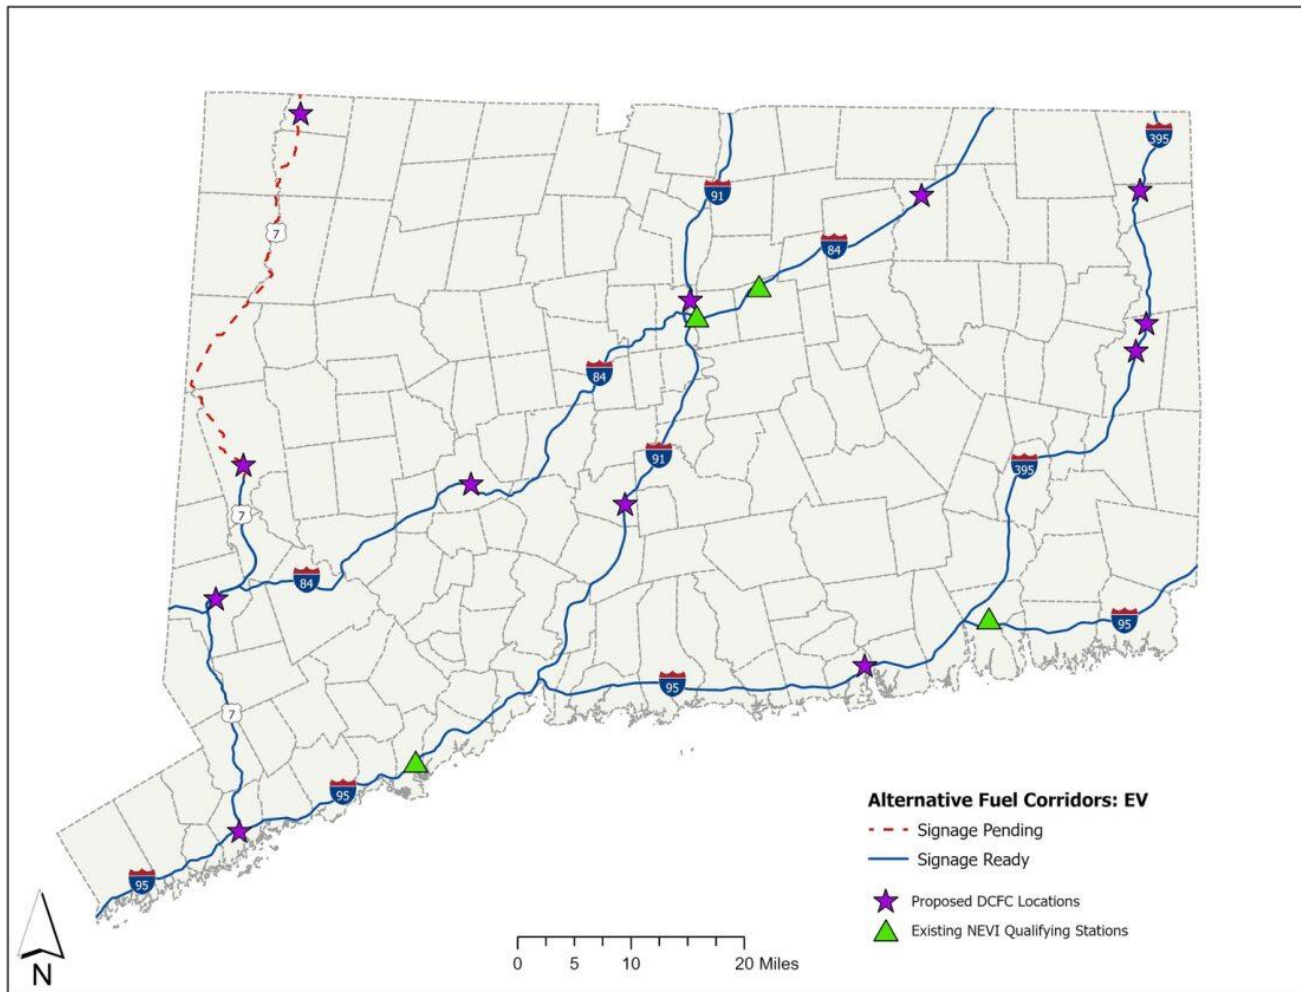 395
91
84
7
84
91
395
7
84
95
95
7
95
95
Alternative Fuel Corridors: EV
Signage Pending
Signage Ready
Proposed DCFC Locations
Existing NEVI Qualifying Stations
N
0 5 10 20 Miles